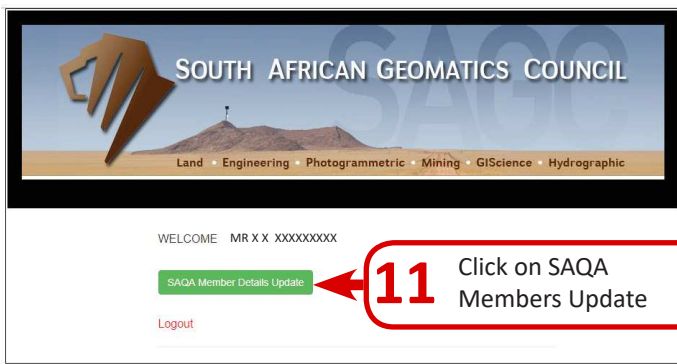 SAGC
SOUTH AFRICAN GEOMATICS COUNCIL
Land • Engineering • Photogrammetric • Mining • GIScience • Hydrographic
WELCOME MR X X XXXXXXXXX
SAQA Member Details Update
11
Click on SAQA
Members Update
Logout